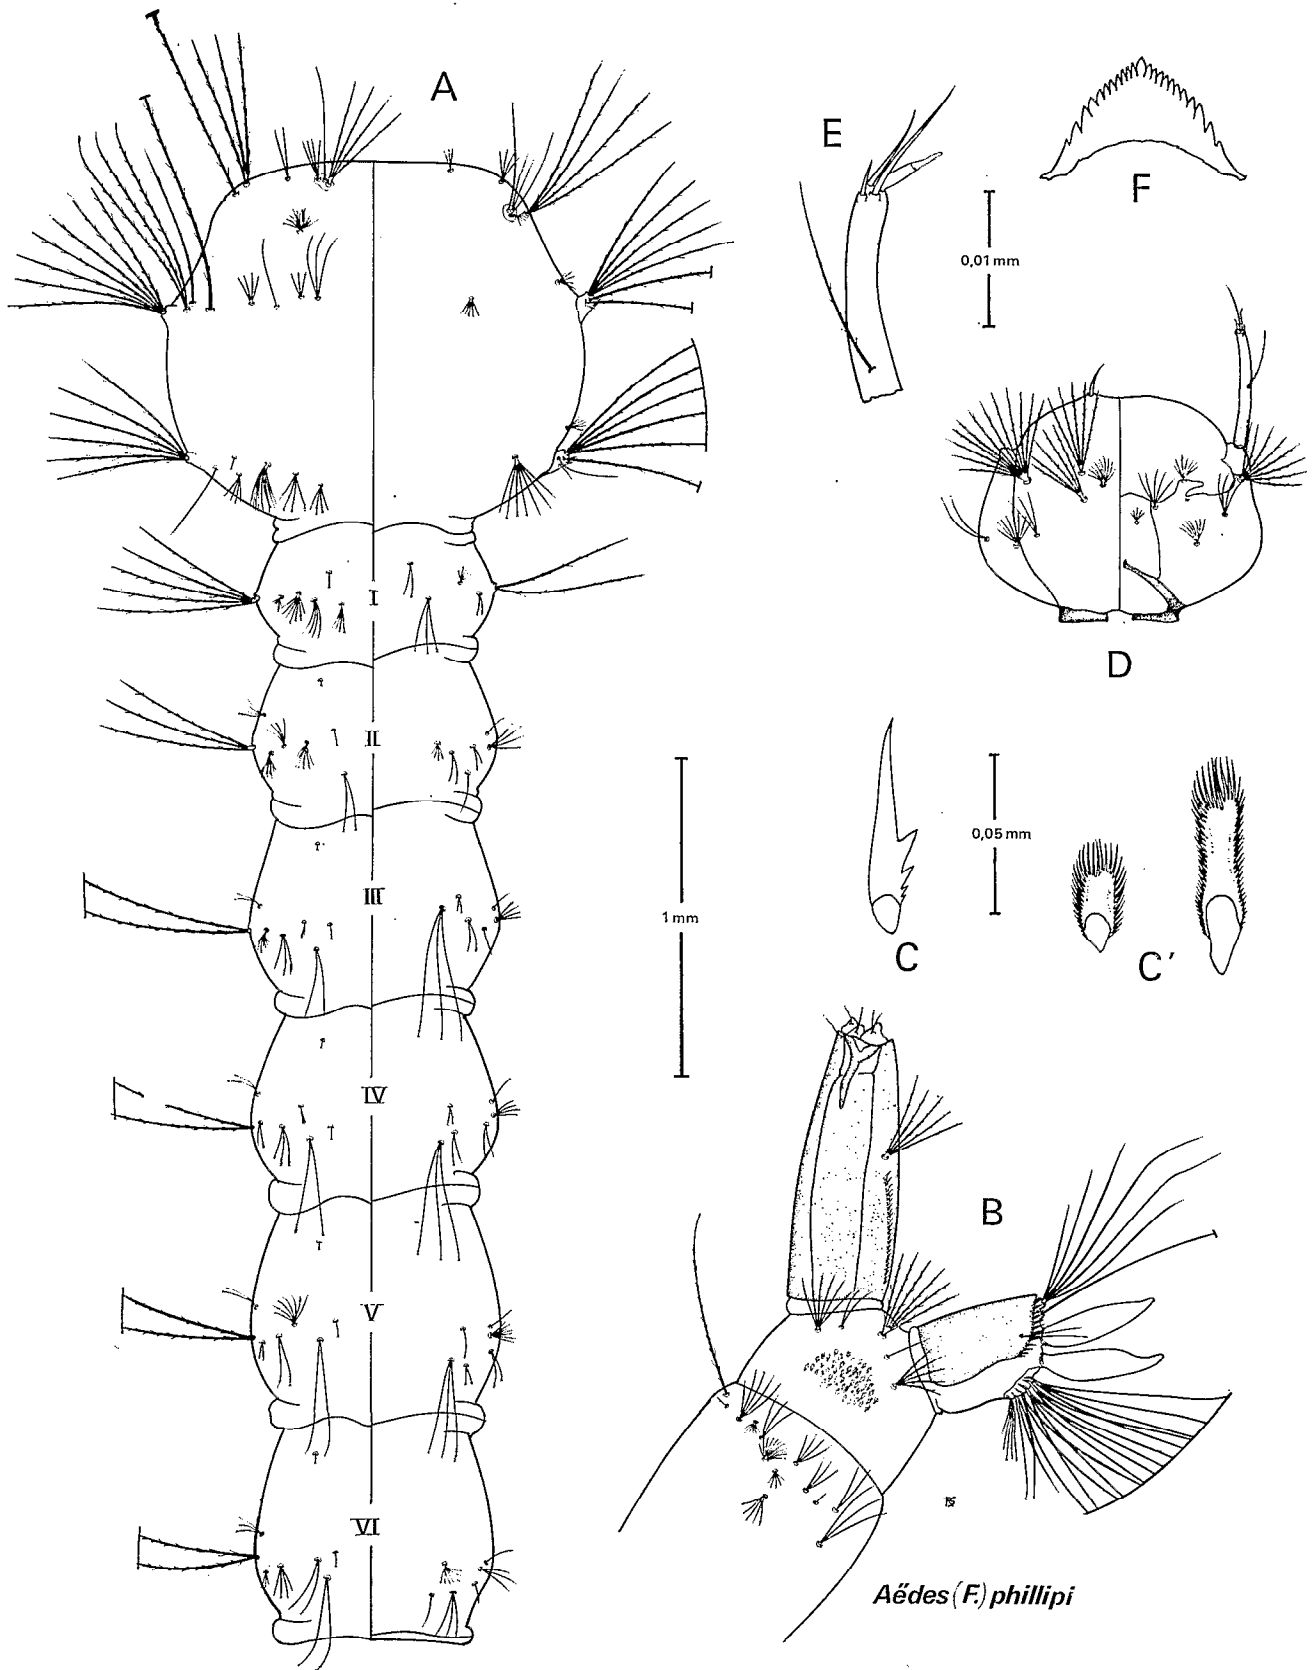 A
E
F
0,01 mm
D
I
II
III
IV
V
VI
1 mm
C
0,05 mm
C′
B
Aëdes (F.) phillipi